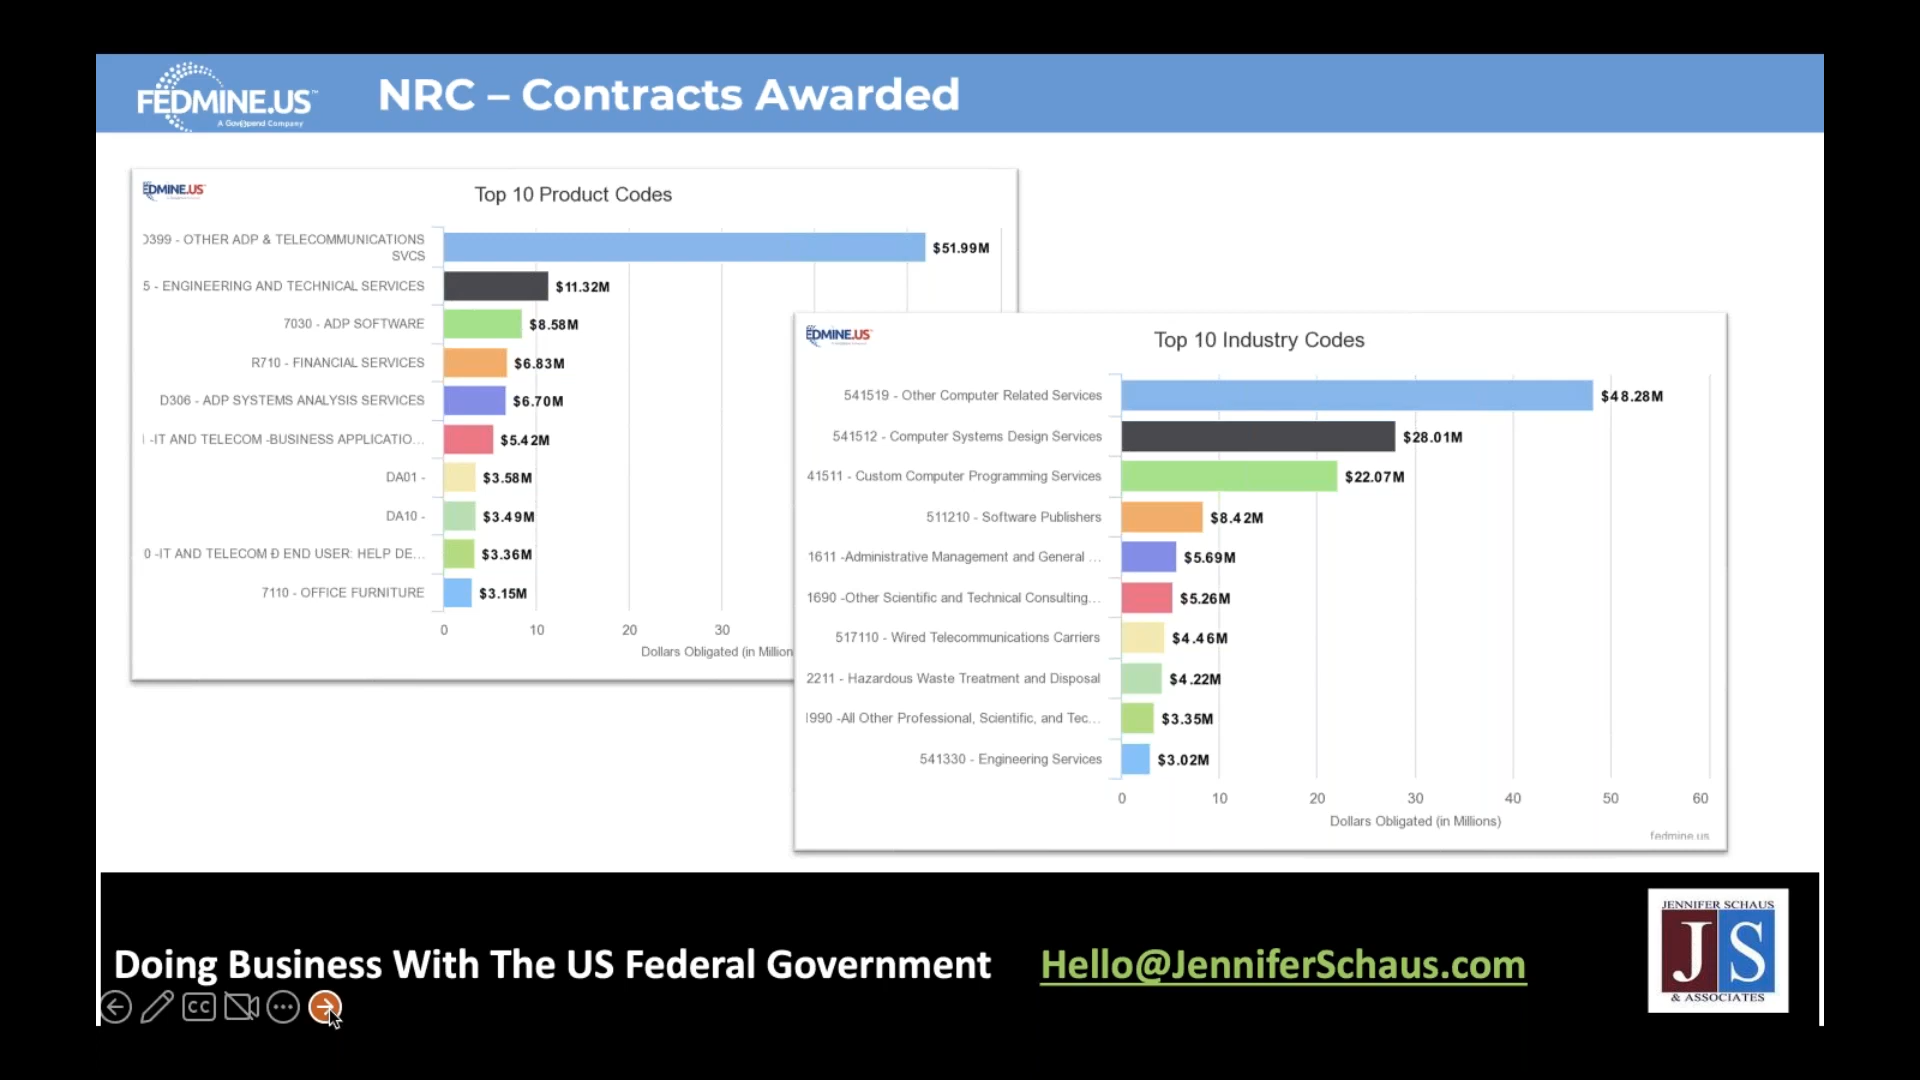 FEDMINE.US™
A GovSpend Company
NRC – Contracts Awarded
EDMINE.US
Top 10 Product Codes
D399 - OTHER ADP & TELECOMMUNICATIONS
SVCS
$51.99M
5 - ENGINEERING AND TECHNICAL SERVICES
$11.32M
7030 - ADP SOFTWARE
$8.58M
R710 - FINANCIAL SERVICES
$6.83M
D306 - ADP SYSTEMS ANALYSIS SERVICES
$6.70M
-IT AND TELECOM -BUSINESS APPLICATIO...
$5.42M
DA01 -
$3.58M
DA10 -
$3.49M
0 -IT AND TELECOM Ð END USER: HELP DE...
$3.36M
7110 - OFFICE FURNITURE
$3.15M
0 10 20 30
Dollars Obligated (in Million
EDMINE.US
Top 10 Industry Codes
541519 - Other Computer Related Services
$48.28M
541512 - Computer Systems Design Services
$28.01M
41511 - Custom Computer Programming Services
$22.07M
511210 - Software Publishers
$8.42M
1611 -Administrative Management and General ...
$5.69M
1690 -Other Scientific and Technical Consulting...
$5.26M
517110 - Wired Telecommunications Carriers
$4.46M
2211 - Hazardous Waste Treatment and Disposal
$4.22M
1990 -All Other Professional, Scientific, and Tec...
$3.35M
541330 - Engineering Services
$3.02M
0 10 20 30 40 50 60
Dollars Obligated (in Millions)
fedmine.us
Doing Business With The US Federal Government
Hello@JenniferSchaus.com
JENNIFER SCHAUS
JS
& ASSOCIATES
CC